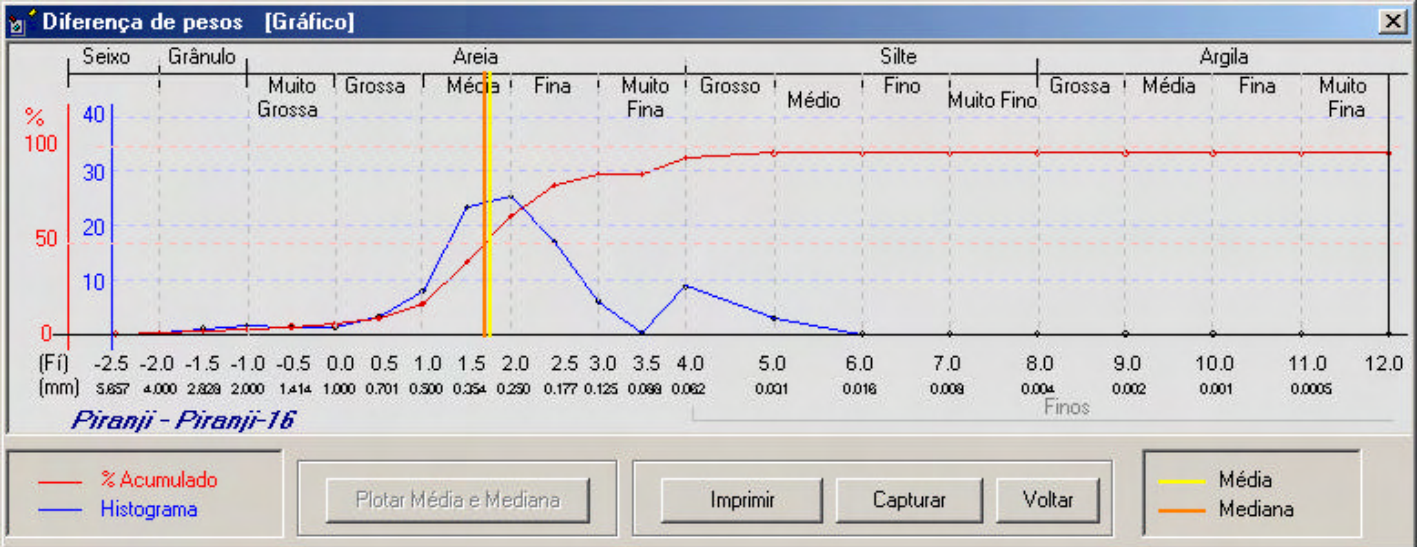 Diferença de pesos [Gráfico]
Seixo Grânulo Areia Silte Argila
Muito Grossa Grossa Média Fina Muito Fina Grosso Médio Fino Muito Fino Grossa Média Fina Muito Fina
%
100
50
0
40
30
20
10
(Fí) -2.5 -2.0 -1.5 -1.0 -0.5 0.0 0.5 1.0 1.5 2.0 2.5 3.0 3.5 4.0 5.0 6.0 7.0 8.0 9.0 10.0 11.0 12.0
(mm) 5.657 4.000 2.828 2.000 1.414 1.000 0.701 0.500 0.354 0.250 0.177 0.125 0.088 0.062 0.031 0.016 0.008 0.004 0.002 0.001 0.0005
Finos
Piranji - Piranji-16
% Acumulado
Histograma
Plotar Média e Mediana
Imprimir
Capturar
Voltar
Média
Mediana